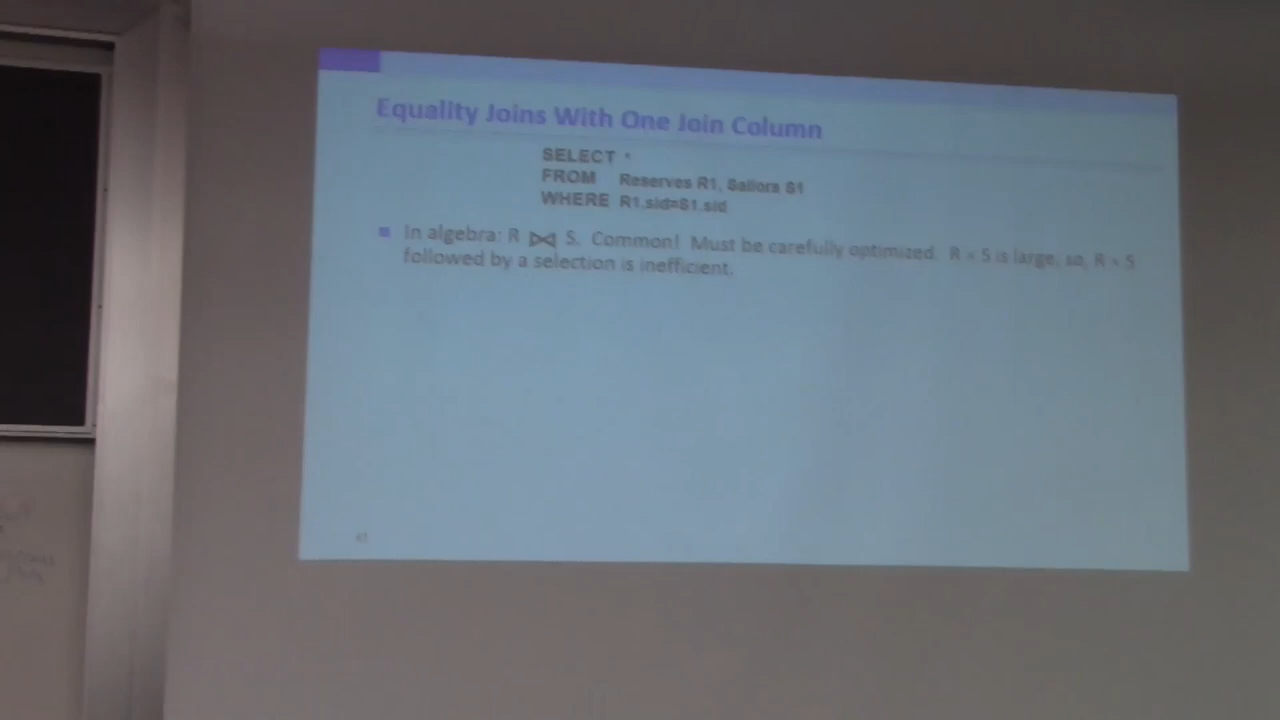 Equality Joins With One Join Column
SELECT *
FROM Reserves R1, Sailors S1
WHERE R1.sid=S1.sid
In algebra: R ⋈ S. Common! Must be carefully optimized. R × S is large, so, R × S
followed by a selection is inefficient.